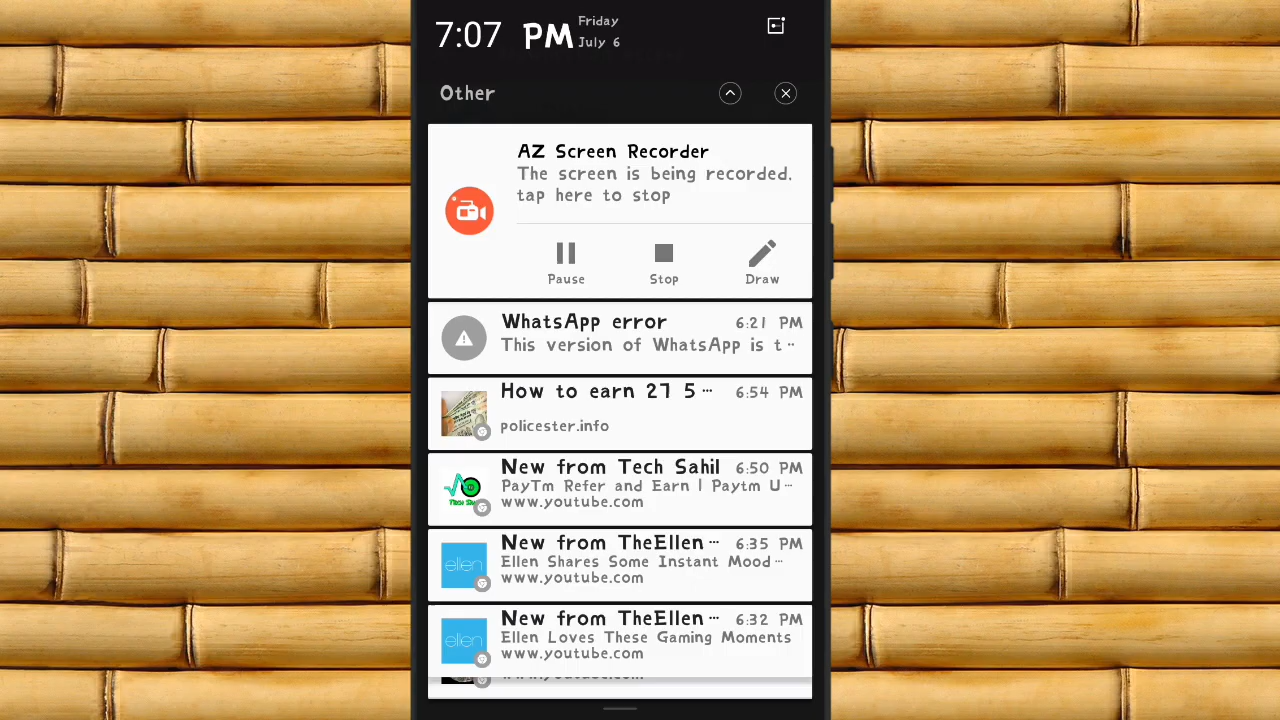 7:07 PM Friday
July 6
Other
AZ Screen Recorder
The screen is being recorded,
tap here to stop
Pause Stop Draw
WhatsApp error 6:21 PM
This version of WhatsApp is t…
How to earn 27 5… 6:54 PM
policester.info
New from Tech Sahil 6:50 PM
PayTm Refer and Earn | Paytm U…
www.youtube.com
New from TheEllen… 6:35 PM
Ellen Shares Some Instant Mood…
www.youtube.com
New from TheEllen… 6:32 PM
Ellen Loves These Gaming Moments
www.youtube.com
www.youtube.com